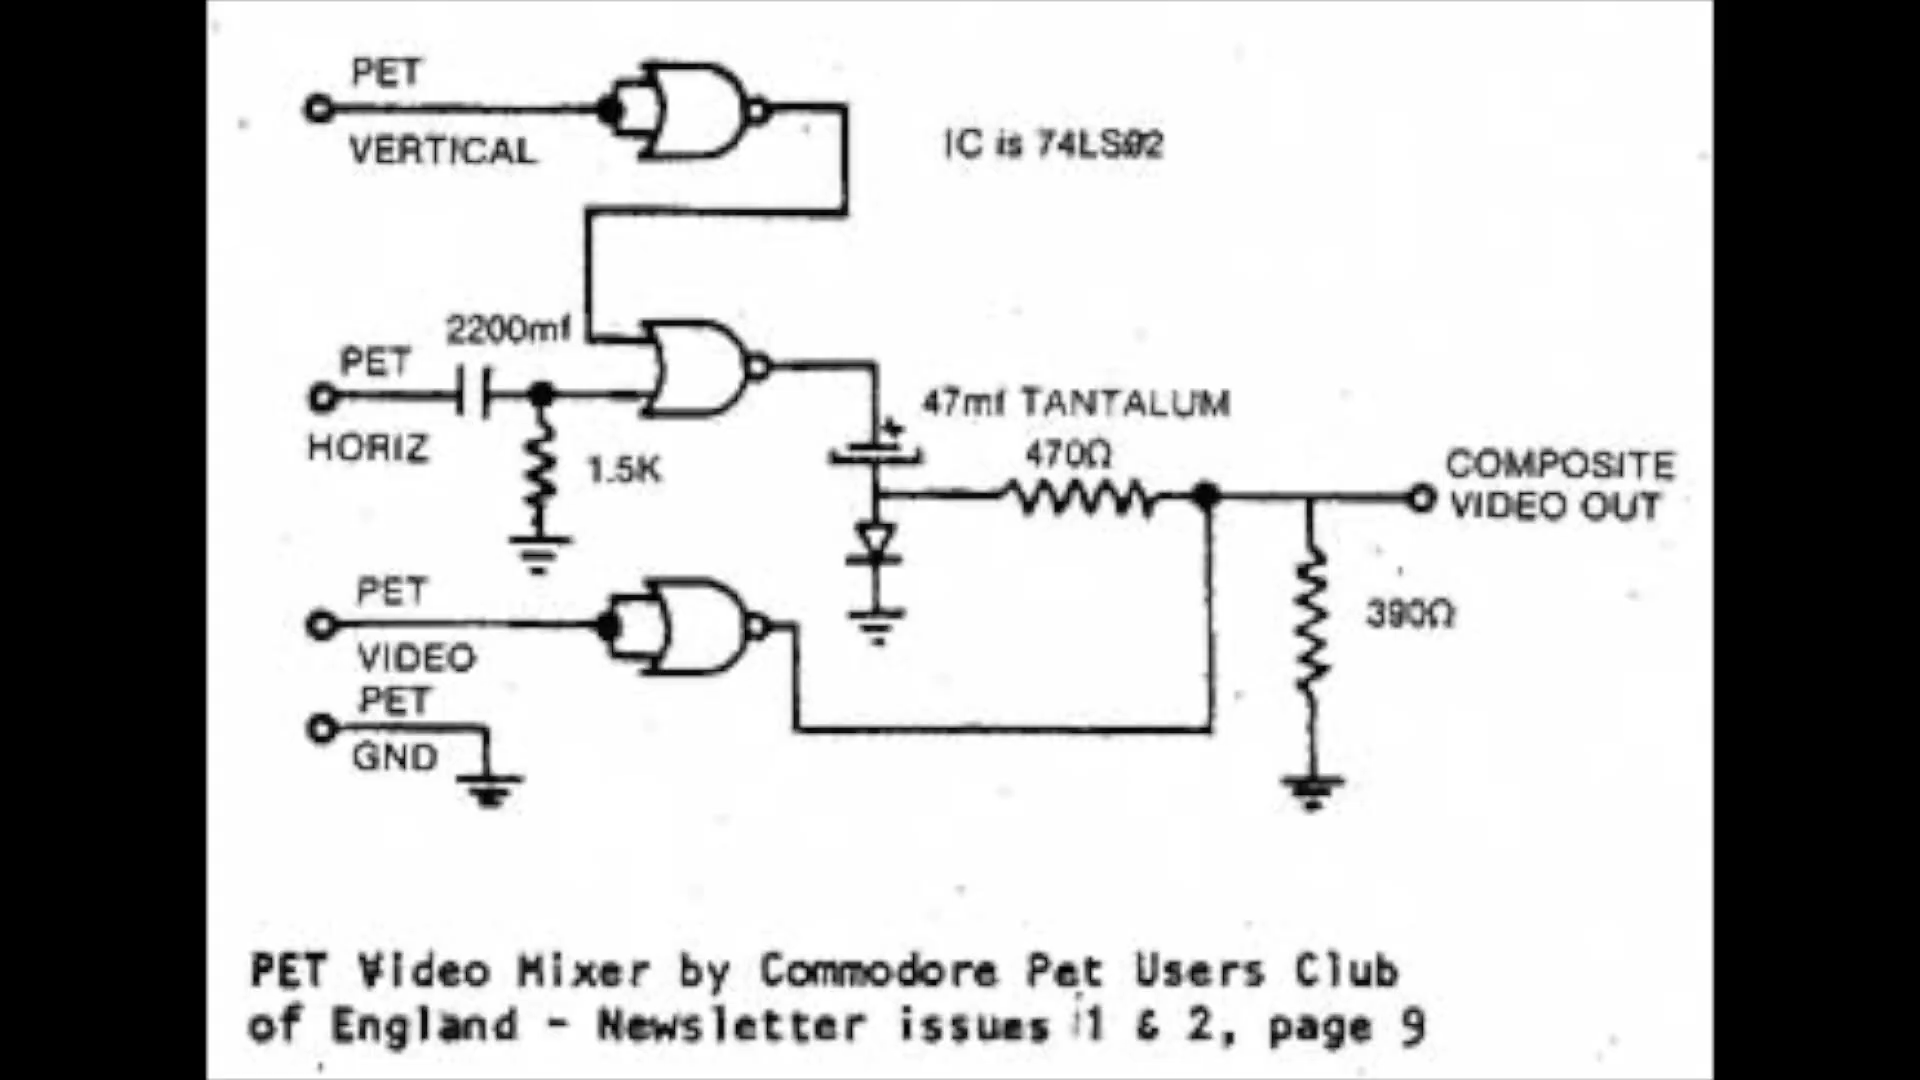 PET
VERTICAL
IC is 74LS02
2200mf
PET
HORIZ
1.5K
47mf TANTALUM
470Ω
COMPOSITE
VIDEO OUT
390Ω
PET
VIDEO
PET
GND
PET Video Mixer by Commodore Pet Users Club
of England - Newsletter issues 1 & 2, page 9